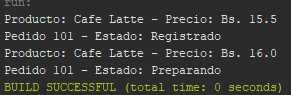 run:
Producto: Cafe Latte - Precio: Bs. 15.5
Pedido 101 - Estado: Registrado
Producto: Cafe Latte - Precio: Bs. 16.0
Pedido 101 - Estado: Preparando
BUILD SUCCESSFUL (total time: 0 seconds)